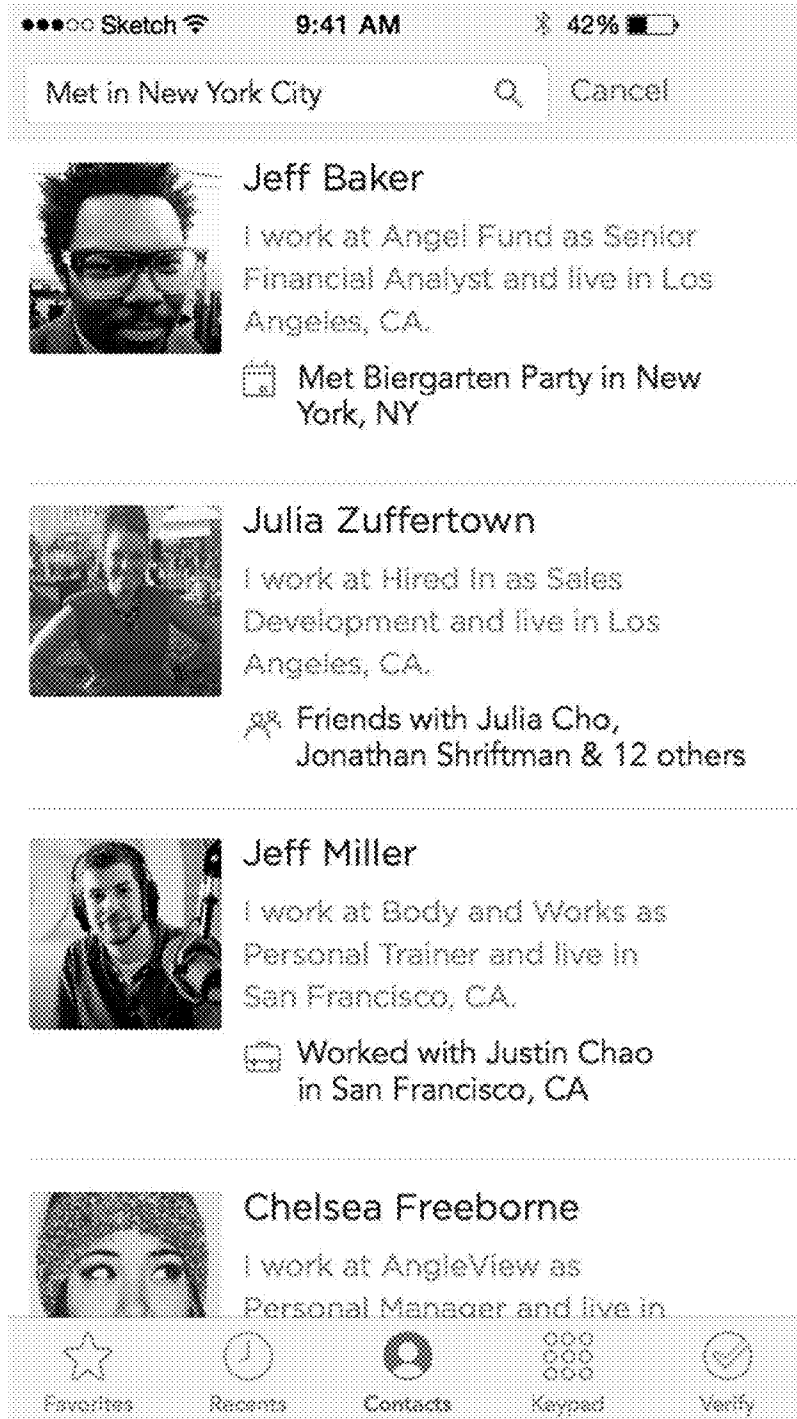 Sketch 9:41 AM 42%
Met in New York City Cancel
Jeff Baker
I work at Angel Fund as Senior
Financial Analyst and live in Los
Angeles, CA.
Met Biergarten Party in New
York, NY
Julia Zuffertown
I work at Hired In as Sales
Development and live in Los
Angeles, CA.
Friends with Julia Cho,
Jonathan Shriftman & 12 others
Jeff Miller
I work at Body and Works as
Personal Trainer and live in
San Francisco, CA.
Worked with Justin Chao
in San Francisco, CA
Chelsea Freeborne
I work at AngleView as
Personal Manager and live in
Favorites Recents Contacts Keypad Verify